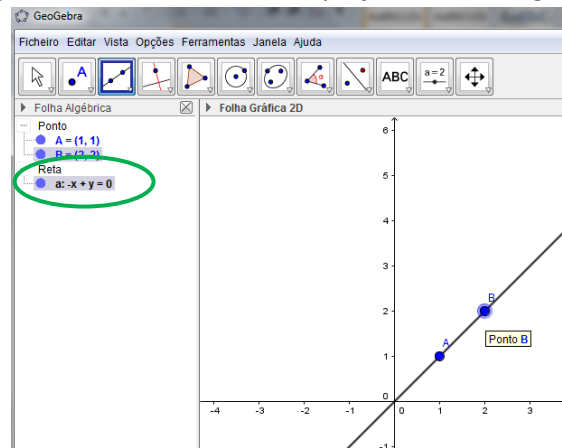 GeoGebra
Ficheiro Editar Vista Opções Ferramentas Janela Ajuda
A ABC a=2
Folha Algébrica
Folha Gráfica 2D
Ponto
A = (1, 1)
B = (2, 2)
Reta
a: -x + y = 0
6
5
4
3
2
1
0
-1
-4 -3 -2 -1 0 1 2 3
A
B
Ponto B